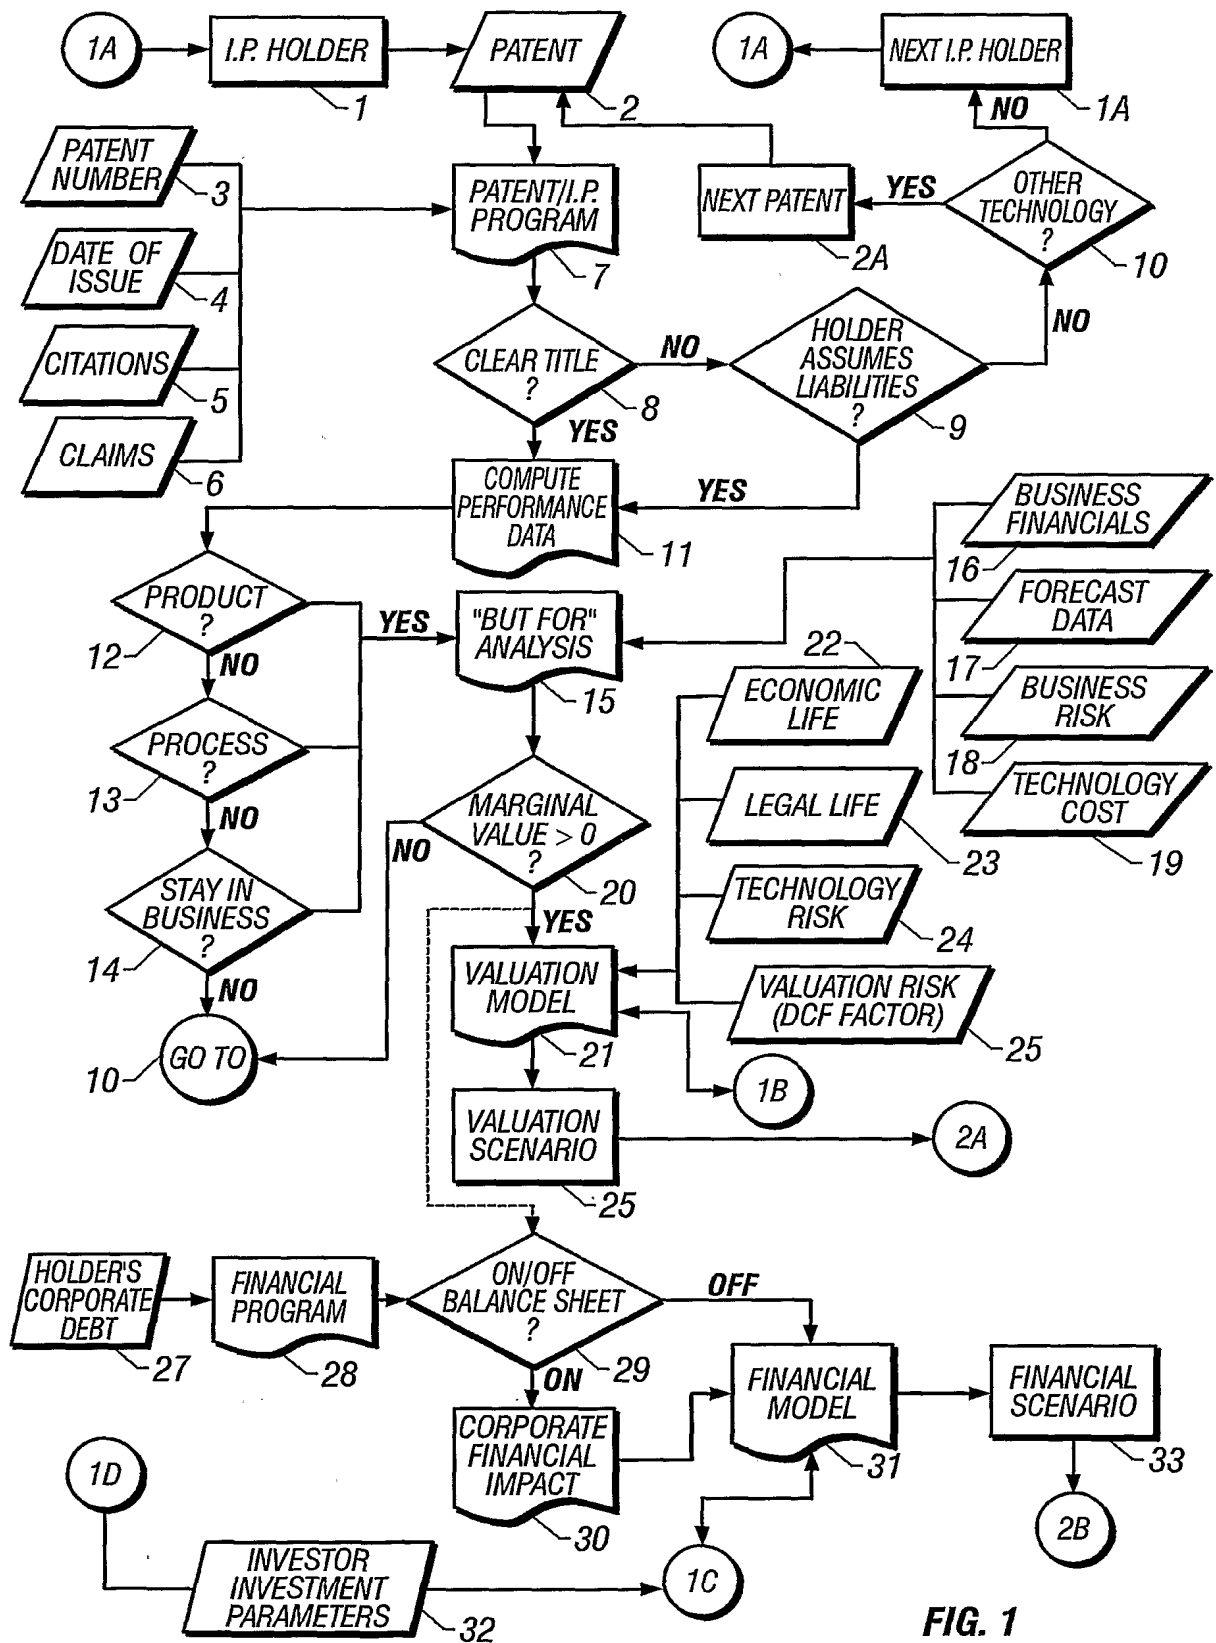 1A
I.P. HOLDER
1
PATENT
2
1A
NEXT I.P. HOLDER
1A
NO
PATENT
NUMBER
3
DATE OF
ISSUE
4
CITATIONS
5
CLAIMS
6
PATENT/I.P.
PROGRAM
7
NEXT PATENT
2A
YES
OTHER
TECHNOLOGY
?
10
NO
CLEAR TITLE
?
8
NO
YES
HOLDER
ASSUMES
LIABILITIES
?
9
YES
COMPUTE
PERFORMANCE
DATA
11
PRODUCT
?
12
NO
PROCESS
?
13
NO
STAY IN
BUSINESS
?
14
NO
GO TO
10
YES
"BUT FOR"
ANALYSIS
15
BUSINESS
FINANCIALS
16
FORECAST
DATA
17
BUSINESS
RISK
18
TECHNOLOGY
COST
19
MARGINAL
VALUE > 0
?
20
NO
YES
22
ECONOMIC
LIFE
LEGAL LIFE
23
TECHNOLOGY
RISK
24
VALUATION RISK
(DCF FACTOR)
25
VALUATION
MODEL
21
1B
VALUATION
SCENARIO
25
2A
HOLDER'S
CORPORATE
DEBT
27
FINANCIAL
PROGRAM
28
ON/OFF
BALANCE SHEET
?
29
OFF
ON
CORPORATE
FINANCIAL
IMPACT
30
FINANCIAL
MODEL
31
FINANCIAL
SCENARIO
33
2B
1D
INVESTOR
INVESTMENT
PARAMETERS
32
1C
FIG. 1